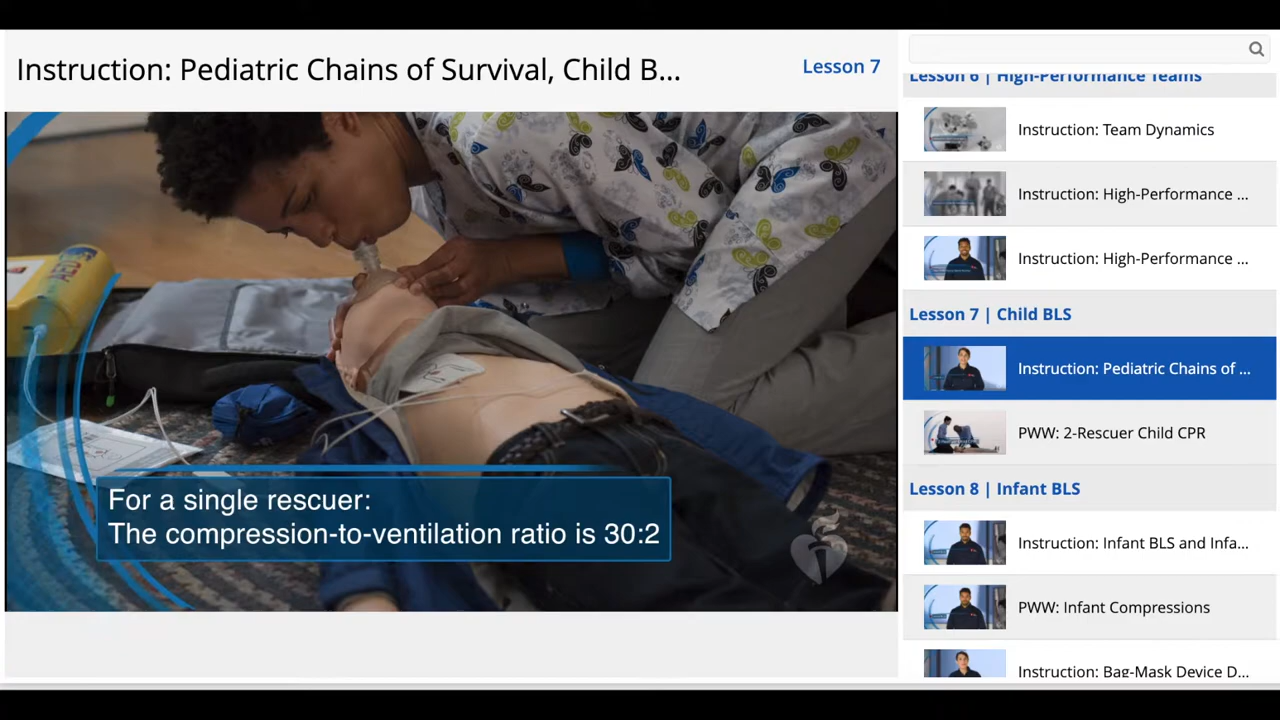 Instruction: Pediatric Chains of Survival, Child B...
Lesson 7
For a single rescuer:
The compression-to-ventilation ratio is 30:2
Lesson 6 | High-Performance Teams
Instruction: Team Dynamics
Instruction: High-Performance ...
Instruction: High-Performance ...
Lesson 7 | Child BLS
Instruction: Pediatric Chains of ...
PWW: 2-Rescuer Child CPR
Lesson 8 | Infant BLS
Instruction: Infant BLS and Infa...
PWW: Infant Compressions
Instruction: Bag-Mask Device D...
AED